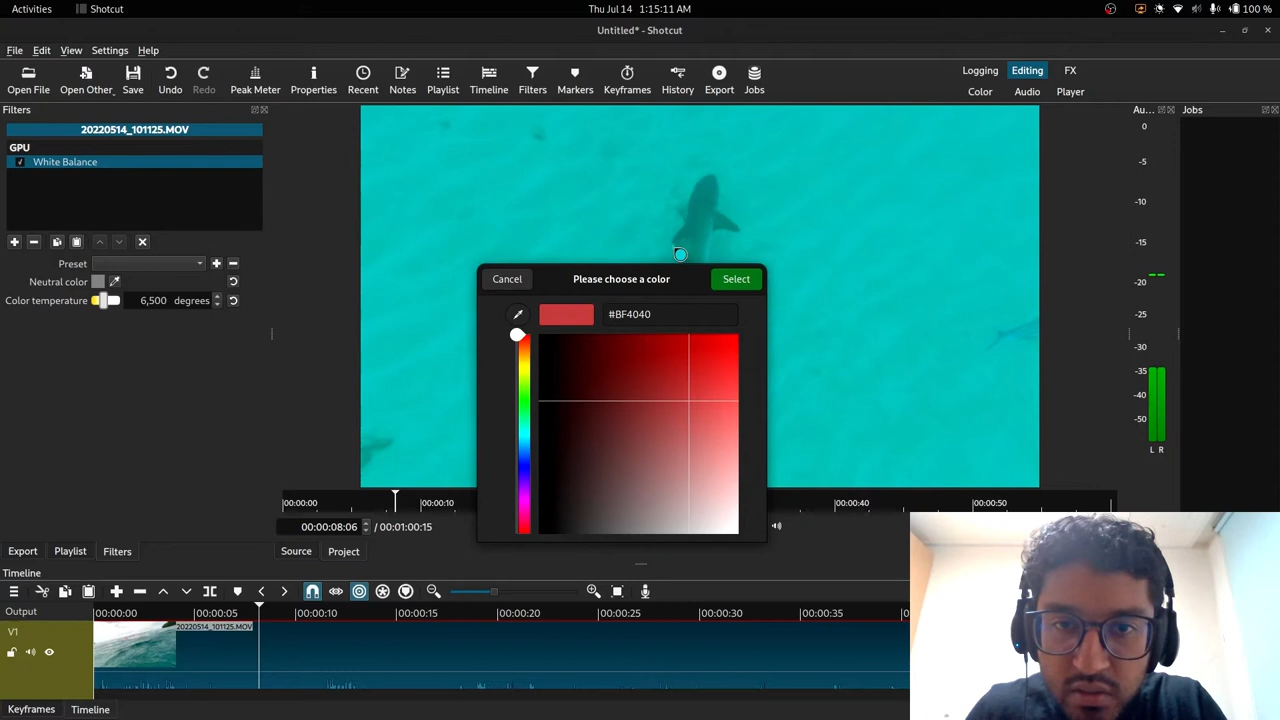 Activities Shotcut Thu Jul 14 1:15:11 AM 100 %
Untitled* - Shotcut
File Edit View Settings Help
Open File Open Other Save Undo Redo Peak Meter Properties Recent Notes Playlist Timeline Filters Markers Keyframes History Export Jobs
Logging Editing FX
Color Audio Player
Filters
20220514_101125.MOV
GPU
White Balance
Preset
Neutral color
Color temperature 6,500 degrees
Cancel Please choose a color Select
#BF4040
Au...
0
-5
-10
-15
-20
-25
-30
-35
-40
-50
L R
Jobs
00:00:00 00:00:10 00:00:40 00:00:50
00:00:08:06 / 00:01:00:15
Export Playlist Filters
Source Project
Timeline
Output
00:00:00 00:00:05 00:00:10 00:00:15 00:00:20 00:00:25 00:00:30 00:00:35
V1
20220514_101125.MOV
Keyframes Timeline